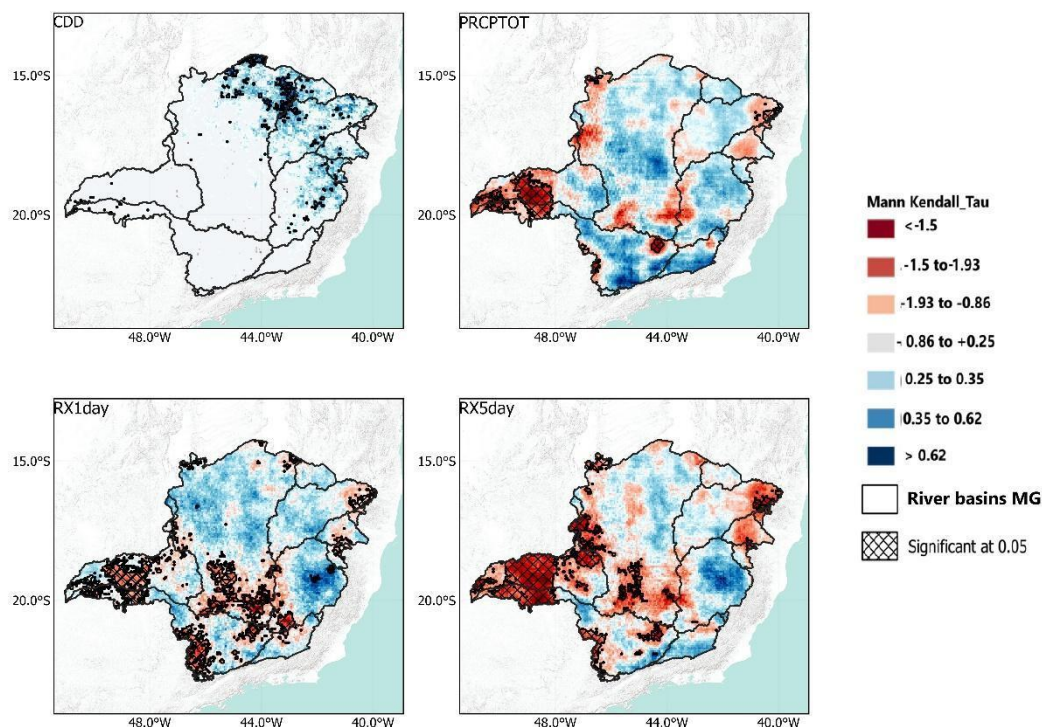 CDD
PRCPTOT
15.0°S
15.0°S
20.0°S
20.0°S
48.0°W 44.0°W 40.0°W
48.0°W 44.0°W 40.0°W
Mann Kendall_Tau
< -1.5
-1.5 to-1.93
-1.93 to -0.86
- 0.86 to +0.25
0.25 to 0.35
0.35 to 0.62
> 0.62
River basins MG
Significant at 0.05
RX1day
RX5day
15.0°S
15.0°S
20.0°S
20.0°S
48.0°W 44.0°W 40.0°W
48.0°W 44.0°W 40.0°W